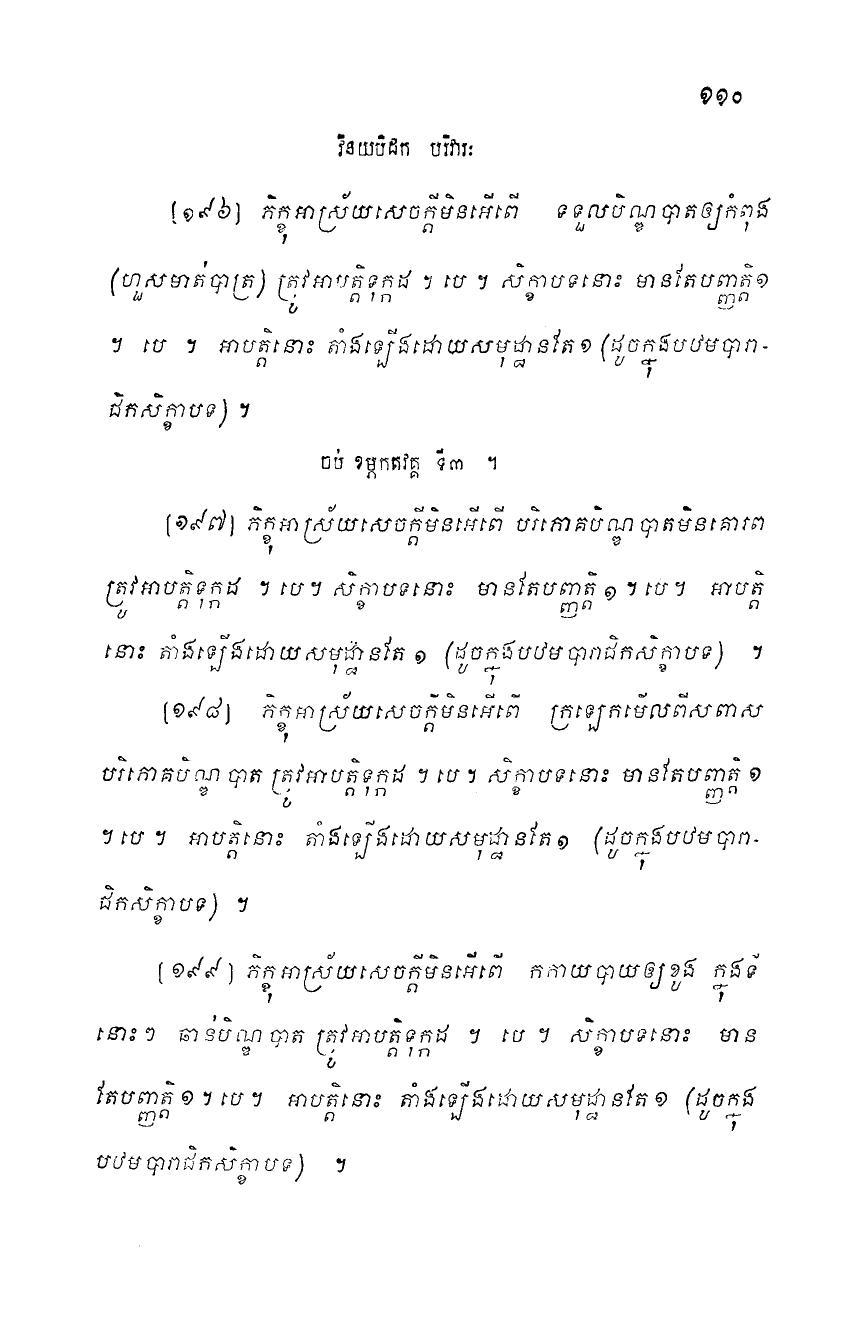 ១១០
វិនយបិដក បរិវារៈ
[១៩៦] ភិក្ខុអាស្រ័យសេចក្តីមិនអើពើ ទទួលបិណ្ឌបាតឲ្យកំពុង
(ហួសមាត់បាត្រ) ត្រូវអាបត្តិទុក្កដ ។ បេ ។ សិក្ខាបទនោះ មានតែបញ្ញត្តិ១
។ បេ ។ អាបត្តិនោះ តាំងឡើងដោយសមុដ្ឋានតែ ១ (ដូចក្នុងបឋមបារា-
ជិកសិក្ខាបទ) ។
ចប់ ខម្ភកតវគ្គ ទី៣ ។
[១៩៧] ភិក្ខុអាស្រ័យសេចក្តីមិនអើពើ បរិភោគបិណ្ឌបាតមិនគោរព
ត្រូវអាបត្តិទុក្កដ ។ បេ។ សិក្ខាបទនោះ មានតែបញ្ញត្តិ ១ ។ បេ។ អាបត្តិ
នោះ តាំងឡើងដោយសមុដ្ឋានតែ ១ (ដូចក្នុងបឋមបារាជិកសិក្ខាបទ) ។
[១៩៨] ភិក្ខុអាស្រ័យសេចក្តីមិនអើពើ ក្រឡេកមើលពីសពាស
បរិភោគបិណ្ឌបាត ត្រូវអាបត្តិទុក្កដ ។ បេ ។ សិក្ខាបទនោះ មានតែបញ្ញត្តិ ១
។ បេ ។ អាបត្តិនោះ តាំងឡើងដោយសមុដ្ឋានតែ១ (ដូចក្នុងបឋមបារា-
ជិកសិក្ខាបទ) ។
[១៩៩] ភិក្ខុអាស្រ័យសេចក្តីមិនអើពើ កកាយបាយឲ្យខូង ក្នុងទី
នោះៗ ឆាន់បិណ្ឌបាត ត្រូវអាបត្តិទុក្កដ ។ បេ ។ សិក្ខាបទនោះ មាន
តែបញ្ញត្តិ ១ ។ បេ ។ អាបត្តិនោះ តាំងឡើងដោយសមុដ្ឋានតែ ១ (ដូចក្នុង
បឋមបារាជិកសិក្ខាបទ) ។